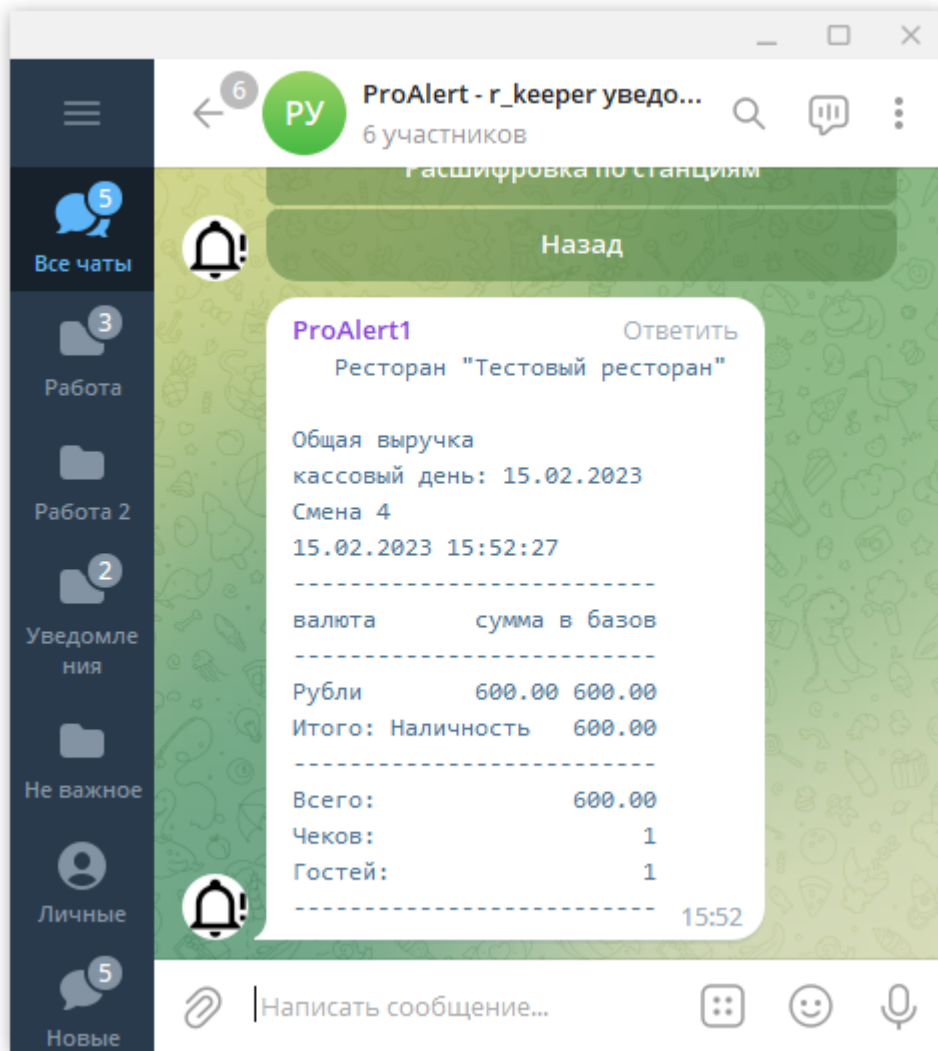 6
РУ
ProAlert - r_keeper уведо...
6 участников
5
Все чаты
3
Работа
Работа 2
2
Уведомле
ния
Не важное
Личные
5
Новые
Расшифровка по станциям
Назад
ProAlert1 Ответить
Ресторан "Тестовый ресторан"
Общая выручка
кассовый день: 15.02.2023
Смена 4
15.02.2023 15:52:27
--------------------------
валюта сумма в базов
--------------------------
Рубли 600.00 600.00
Итого: Наличность 600.00
--------------------------
Всего: 600.00
Чеков: 1
Гостей: 1
--------------------------
15:52
Написать сообщение...